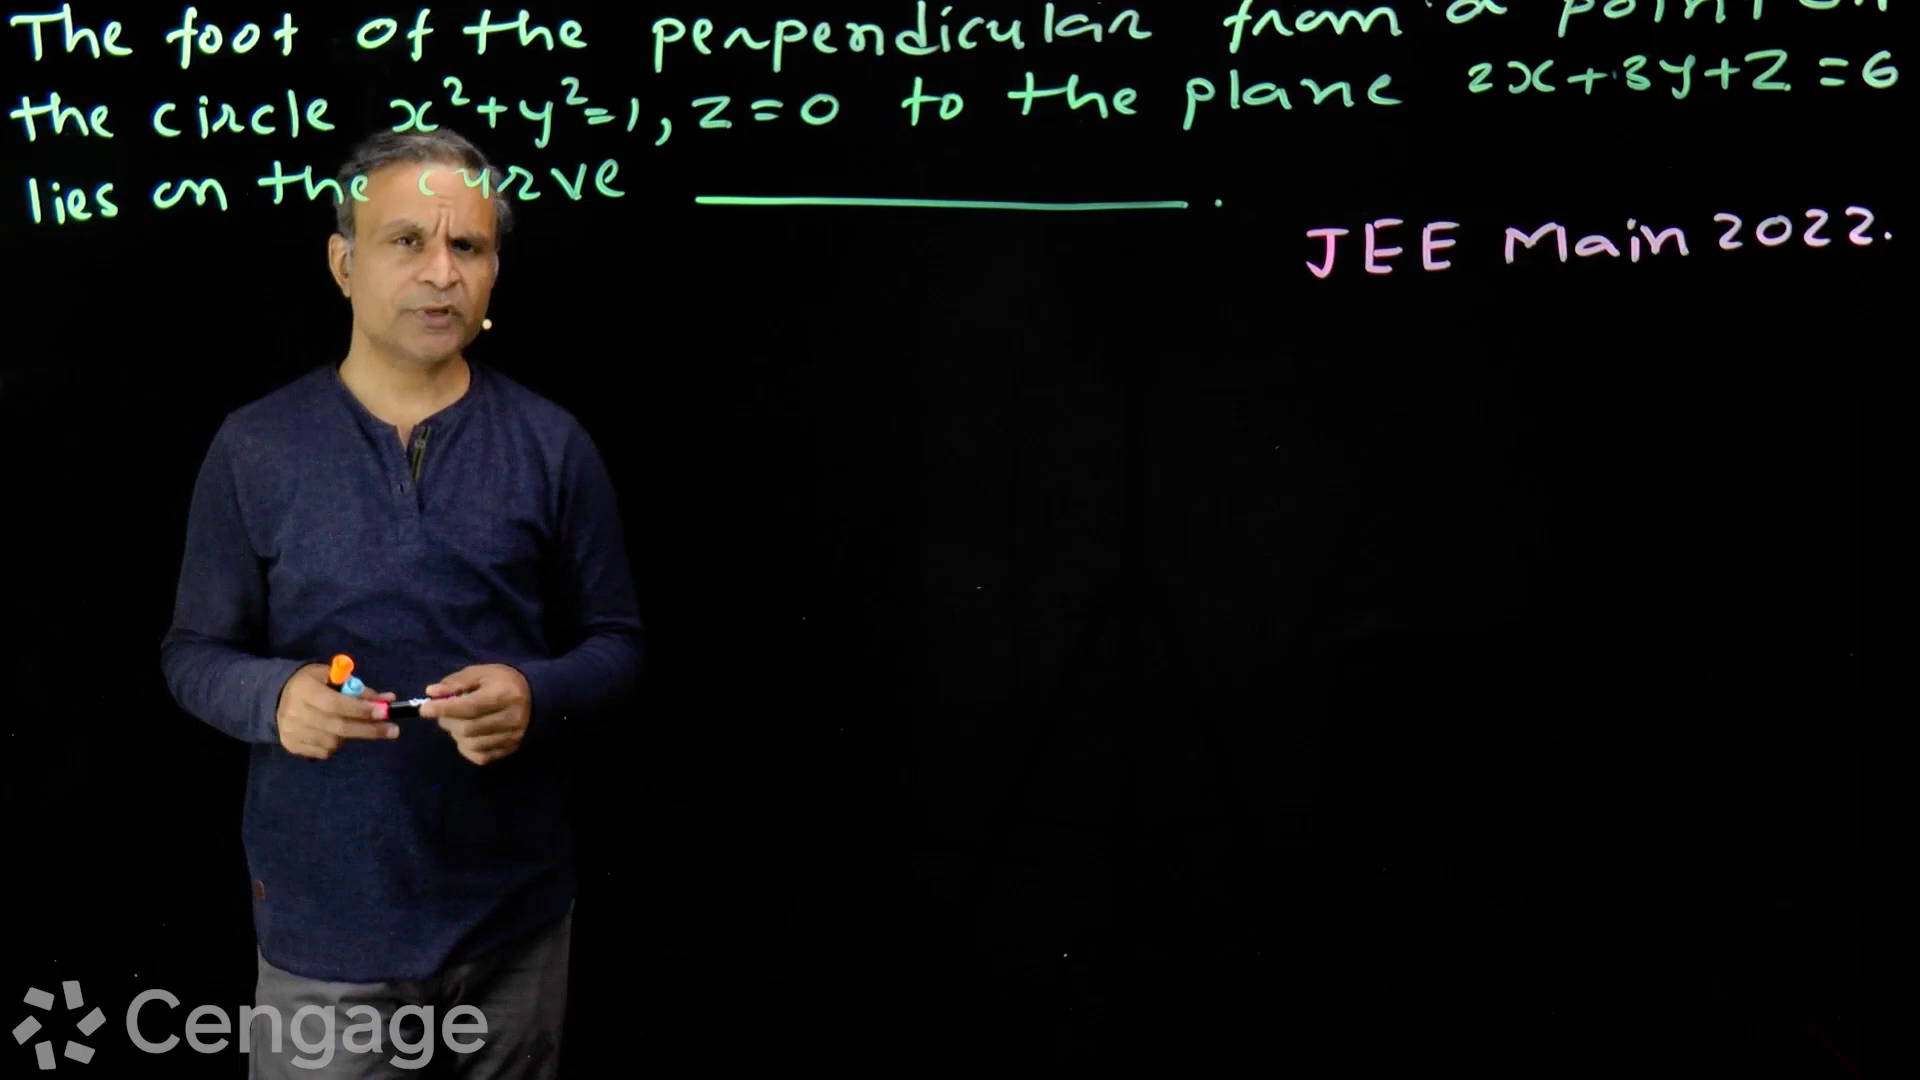 The foot of the perpendicular from a point on
the circle x²+y²=1, z=0 to the plane 2x+3y+z=6
lies on the curve ________.
JEE Main 2022.
Cengage